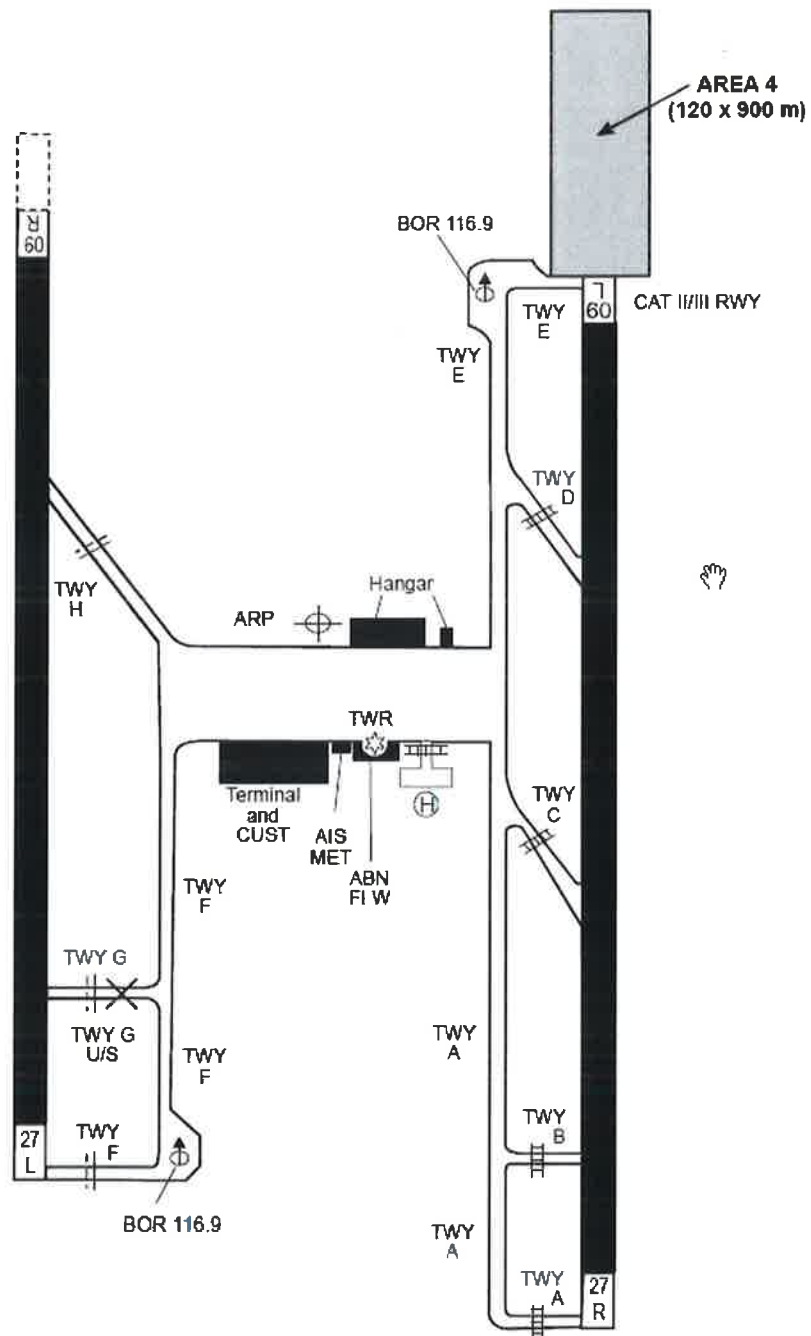 AREA 4
(120 x 900 m)
BOR 116.9
09
R
09
L
CAT II/III RWY
TWY
E
TWY
E
TWY
D
TWY
H
ARP
Hangar
TWR
Terminal
and
CUST
AIS
MET
ABN
Fl W
H
TWY
C
TWY
F
TWY G
TWY G
U/S
TWY
F
TWY
A
TWY
B
27
L
TWY
F
BOR 116.9
TWY
A
TWY
A
27
R